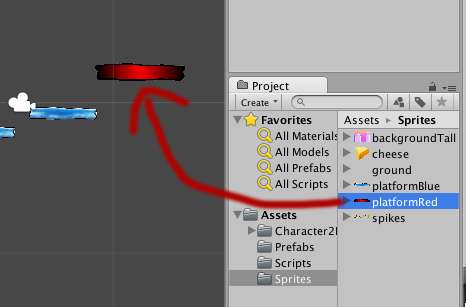 Project
Create
Favorites
All Materials
All Models
All Prefabs
All Scripts
Assets
Character2
Prefabs
Scripts
Sprites
Assets Sprites
backgroundTall
cheese
ground
platformBlue
platformRed
spikes